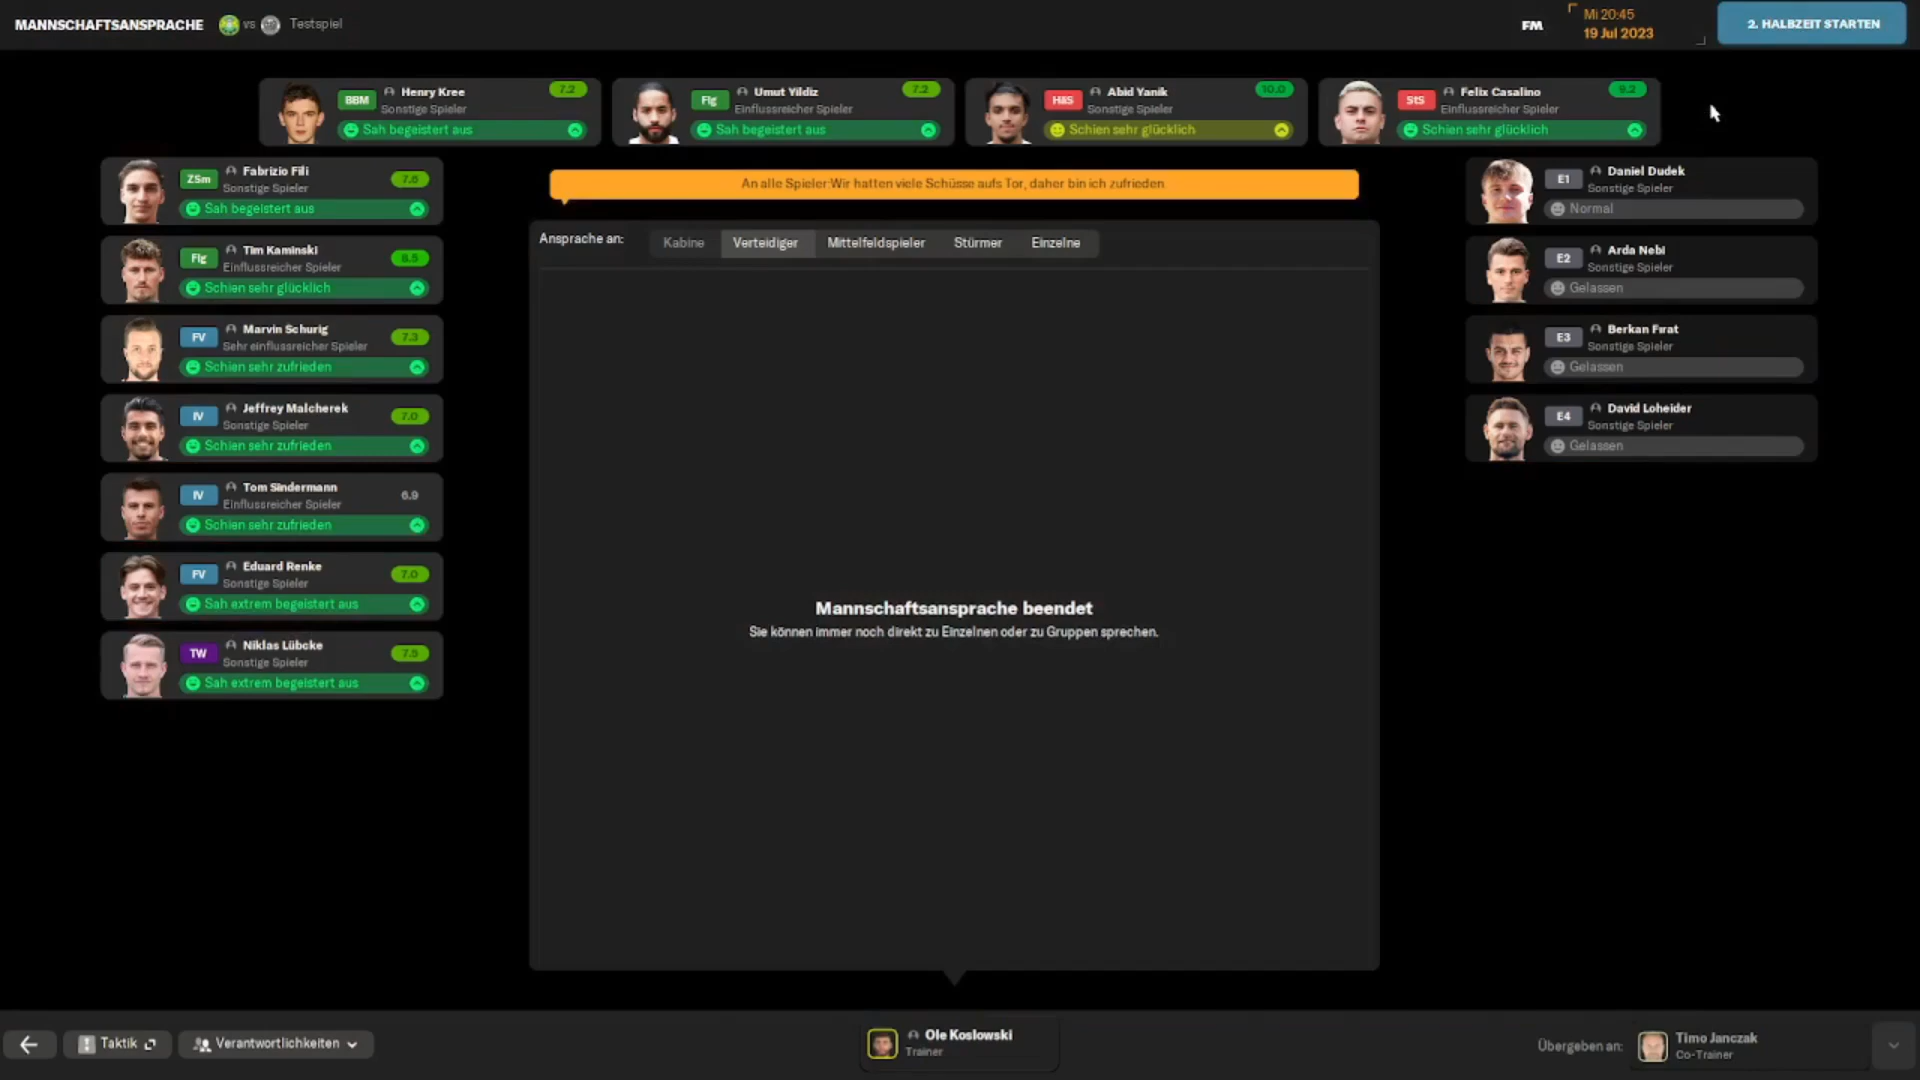 MANNSCHAFTSANSPRACHE vs Testspiel
FM
Mi 20:45
19 Jul 2023
2. HALBZEIT STARTEN
BBM Henry Kree 7.2
Sonstige Spieler
Sah begeistert aus
Flg Umut Yildiz 7.2
Einflussreicher Spieler
Sah begeistert aus
HäS Abid Yanik 10.0
Sonstige Spieler
Schien sehr glücklich
StS Felix Casalino 9.2
Einflussreicher Spieler
Schien sehr glücklich
ZSm Fabrizio Fili
Sonstige Spieler
Sah begeistert aus
Flg Tim Kaminski
Einflussreicher Spieler
Schien sehr glücklich
FV Marvin Schurig 7.3
Sehr einflussreicher Spieler
Schien sehr zufrieden
IV Jeffrey Malcherek 7.0
Sonstige Spieler
Schien sehr zufrieden
IV Tom Sindermann 6.9
Einflussreicher Spieler
Schien sehr zufrieden
FV Eduard Renke 7.0
Sonstige Spieler
Sah extrem begeistert aus
TW Niklas Lübcke 7.5
Sonstige Spieler
Sah extrem begeistert aus
An alle Spieler:Wir hatten viele Schüsse aufs Tor, daher bin ich zufrieden
Ansprache an: Kabine Verteidiger Mittelfeldspieler Stürmer Einzelne
Mannschaftsansprache beendet
Sie können immer noch direkt zu Einzelnen oder zu Gruppen sprechen.
E1 Daniel Dudek
Sonstige Spieler
Normal
E2 Arda Nebi
Sonstige Spieler
Gelassen
E3 Berkan Fırat
Sonstige Spieler
Gelassen
E4 David Loheider
Sonstige Spieler
Gelassen
Taktik
Verantwortlichkeiten
Ole Koslowski
Trainer
Übergeben an:
Timo Janczak
Co-Trainer